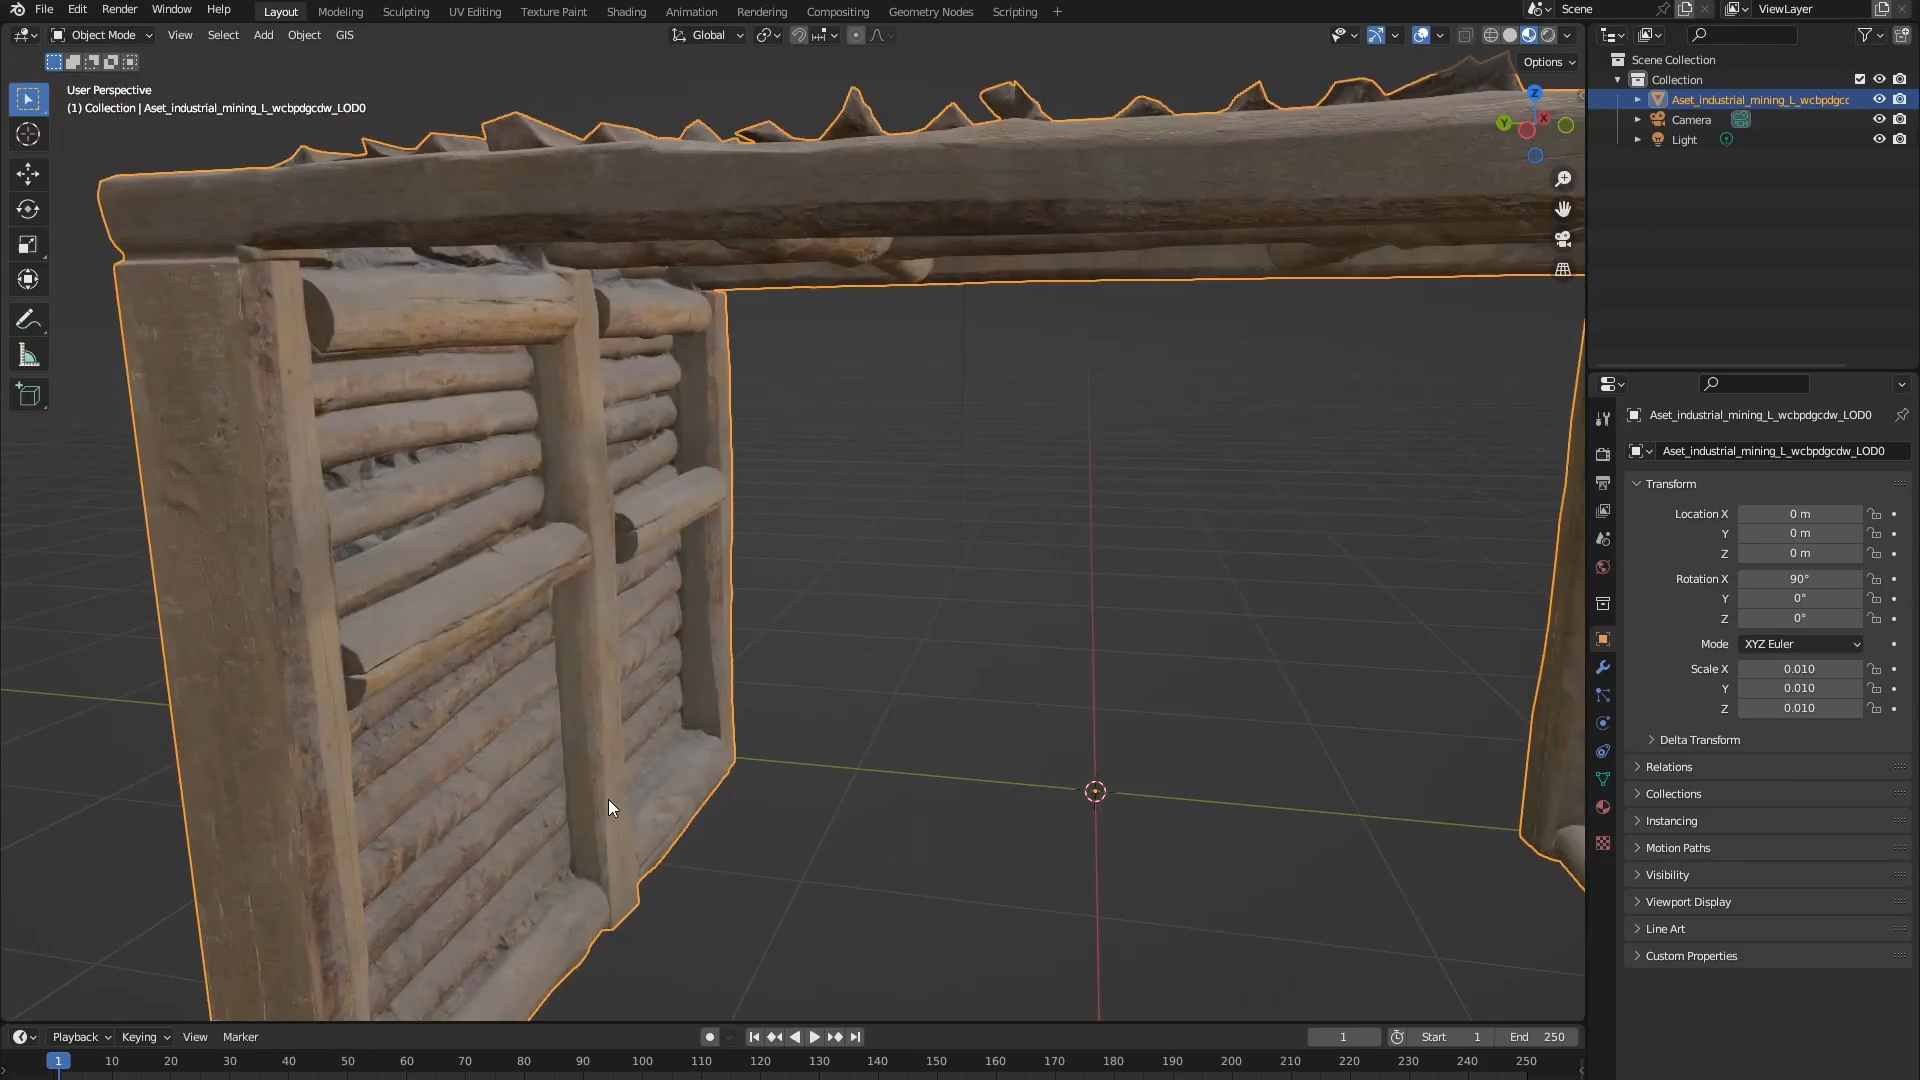 File Edit Render Window Help
Layout Modeling Sculpting UV Editing Texture Paint Shading Animation Rendering Compositing Geometry Nodes Scripting +
Scene
ViewLayer
Object Mode View Select Add Object GIS
Global
Options
User Perspective
(1) Collection | Aset_industrial_mining_L_wcbpdgcdw_LOD0
Z
Y
X
Scene Collection
Collection
Aset_industrial_mining_L_wcbpdgcc
Camera
Light
Aset_industrial_mining_L_wcbpdgcdw_LOD0
Aset_industrial_mining_L_wcbpdgcdw_LOD0
Transform
Location X 0 m
Y 0 m
Z 0 m
Rotation X 90°
Y 0°
Z 0°
Mode XYZ Euler
Scale X 0.010
Y 0.010
Z 0.010
Delta Transform
Relations
Collections
Instancing
Motion Paths
Visibility
Viewport Display
Line Art
Custom Properties
Playback Keying View Marker
1 Start 1 End 250
1 10 20 30 40 50 60 70 80 90 100 110 120 130 140 150 160 170 180 190 200 210 220 230 240 250